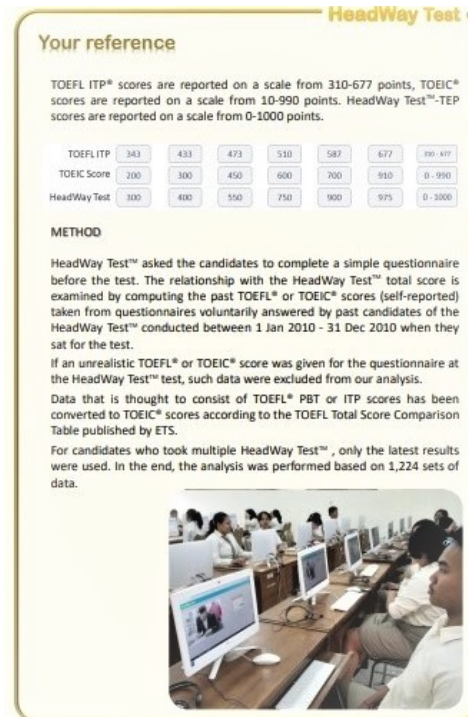 HeadWay Test
Your reference
TOEFL ITP® scores are reported on a scale from 310-677 points, TOEIC®
scores are reported on a scale from 10-990 points. HeadWay Test™-TEP
scores are reported on a scale from 0-1000 points.
TOEFL ITP 343 433 473 510 587 677 310 - 677
TOEIC Score 200 300 450 600 700 910 0 - 990
HeadWay Test 300 400 550 750 900 975 0 - 1000
METHOD
HeadWay Test™ asked the candidates to complete a simple questionnaire
before the test. The relationship with the HeadWay Test™ total score is
examined by computing the past TOEFL® or TOEIC® scores (self-reported)
taken from questionnaires voluntarily answered by past candidates of the
HeadWay Test™ conducted between 1 Jan 2010 - 31 Dec 2010 when they
sat for the test.
If an unrealistic TOEFL® or TOEIC® score was given for the questionnaire at
the HeadWay Test™ test, such data were excluded from our analysis.
Data that is thought to consist of TOEFL® PBT or ITP scores has been
converted to TOEIC® scores according to the TOEFL Total Score Comparison
Table published by ETS.
For candidates who took multiple HeadWay Test™ , only the latest results
were used. In the end, the analysis was performed based on 1,224 sets of
data.